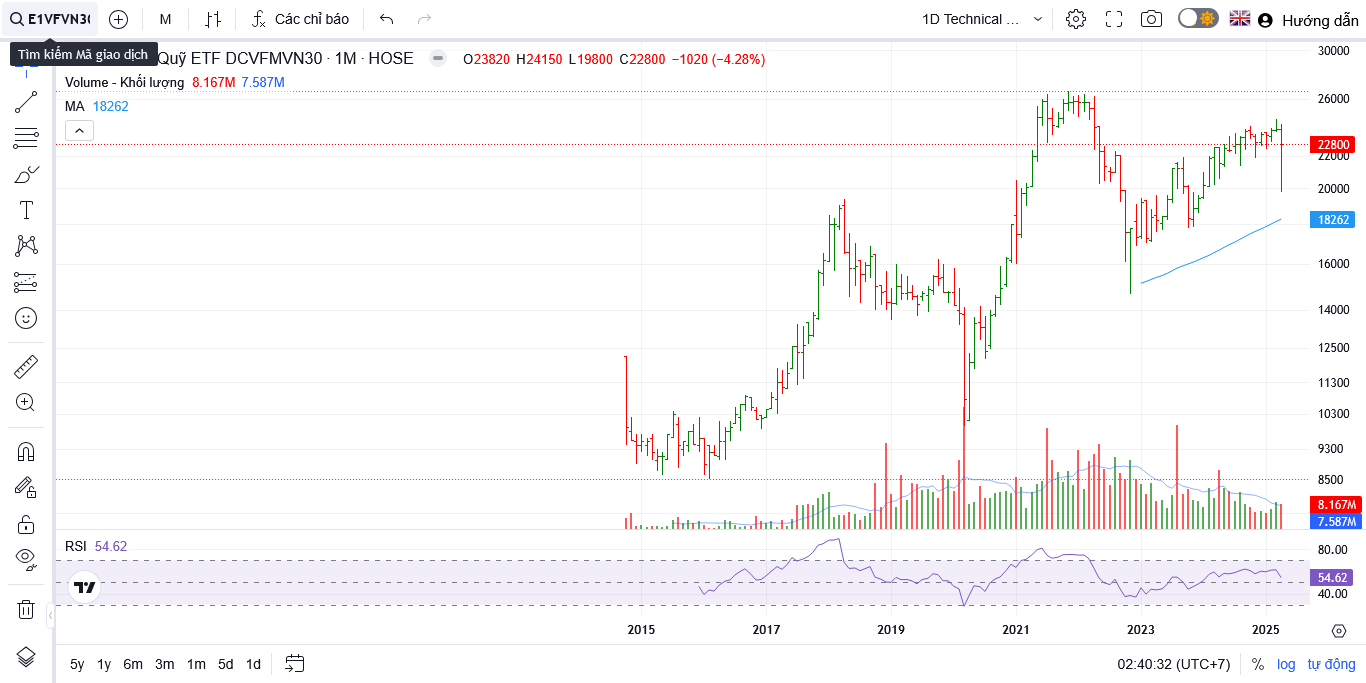 E1VFVN3 M Các chỉ báo 1D Technical ... Hướng dẫn
Tìm kiếm Mã giao dịch
Quỹ ETF DCVFMVN30 · 1M · HOSE O23820 H24150 L19800 C22800 −1020 (−4.28%)
Volume - Khối lượng 8.167M 7.587M
MA 18262
30000
26000
22800
22000
20000
18262
16000
14000
12500
11300
10300
9300
8500
8.167M
7.587M
RSI 54.62
80.00
54.62
40.00
2015 2017 2019 2021 2023 2025
5y 1y 6m 3m 1m 5d 1d 02:40:32 (UTC+7) % log tự động